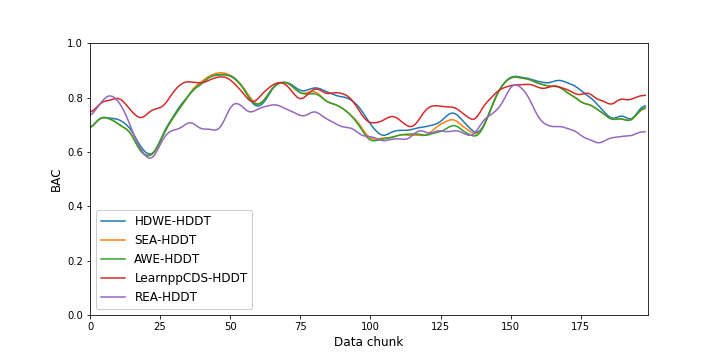 1.0
0.8
0.6
0.4
0.2
0.0
BAC
HDWE-HDDT
SEA-HDDT
AWE-HDDT
LearnppCDS-HDDT
REA-HDDT
0 25 50 75 100 125 150 175
Data chunk